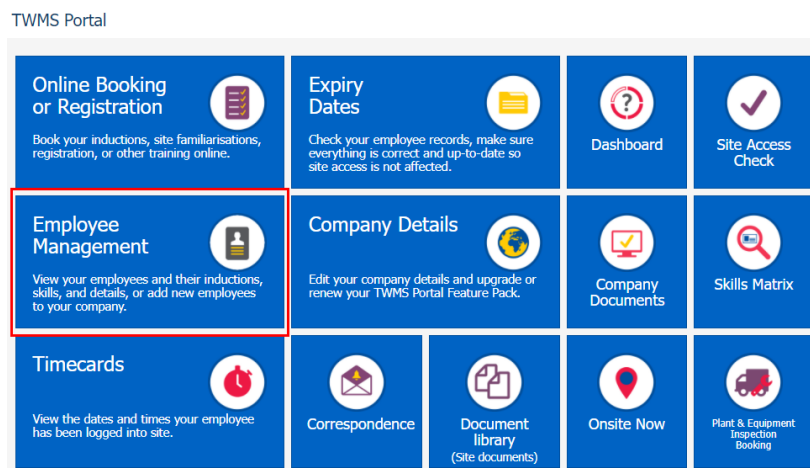 TWMS Portal
Online Booking
or Registration
Book your inductions, site familiarisations,
registration, or other training online.
Expiry
Dates
Check your employee records, make sure
everything is correct and up-to-date so
site access is not affected.
?
Dashboard
Site Access
Check
Employee
Management
View your employees and their inductions,
skills, and details, or add new employees
to your company.
Company Details
Edit your company details and upgrade or
renew your TWMS Portal Feature Pack.
Company
Documents
Skills Matrix
Timecards
View the dates and times your employee
has been logged into site.
Correspondence
Document
library
(Site documents)
Onsite Now
Plant & Equipment
Inspection
Booking